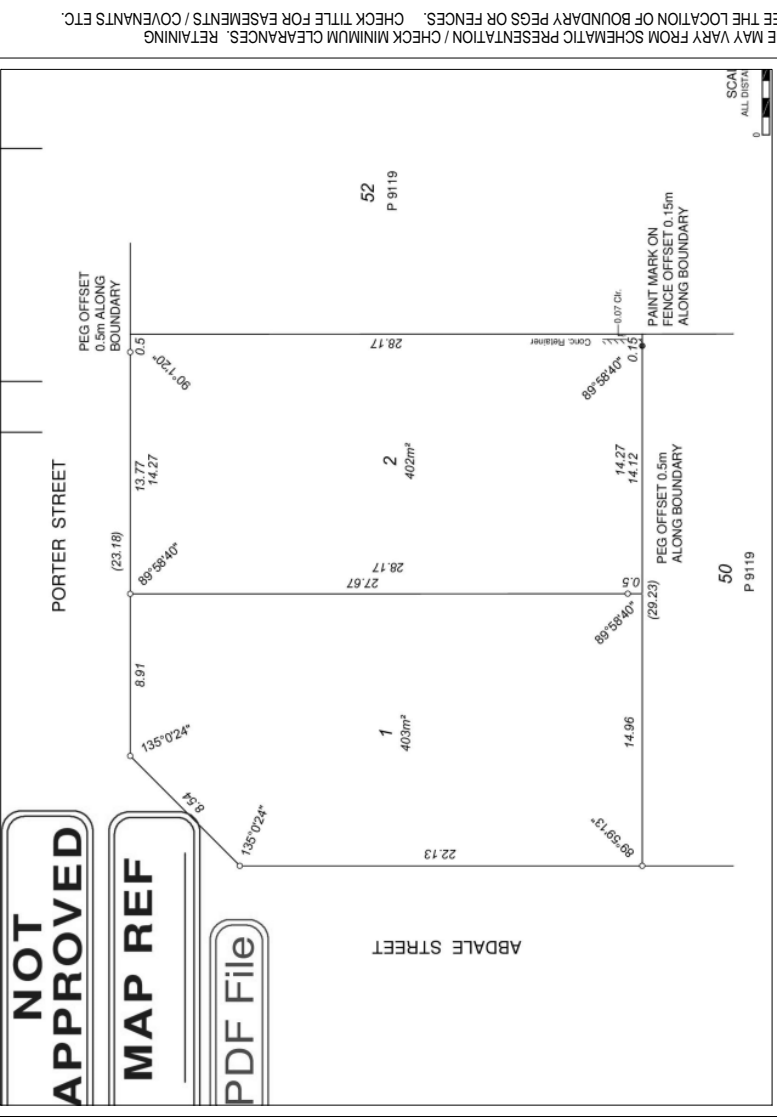 E MAY VARY FROM SCHEMATIC PRESENTATION / CHECK MINIMUM CLEARANCES. RETAINING
EE THE LOCATION OF BOUNDARY PEGS OR FENCES. CHECK TITLE FOR EASEMENTS / COVENANTS ETC.
NOT
APPROVED
MAP REF
PDF File
PORTER STREET
ABDALE STREET
PEG OFFSET
0.5m ALONG
BOUNDARY
(23.18)
8.91
13.77
14.27
0.5
135°0'24"
89°58'40"
90°1'20"
8.54
135°0'24"
22.13
1
403m²
27.67
28.17
2
402m²
28.17
52
P 9119
Conc. Retainer
0.07 Clr.
89°59'13"
14.96
89°58'40"
0.5
(29.23)
14.27
14.12
89°58'40"
0.15
PEG OFFSET 0.5m
ALONG BOUNDARY
PAINT MARK ON
FENCE OFFSET 0.15m
ALONG BOUNDARY
50
P 9119
SCA
ALL DISTA
0